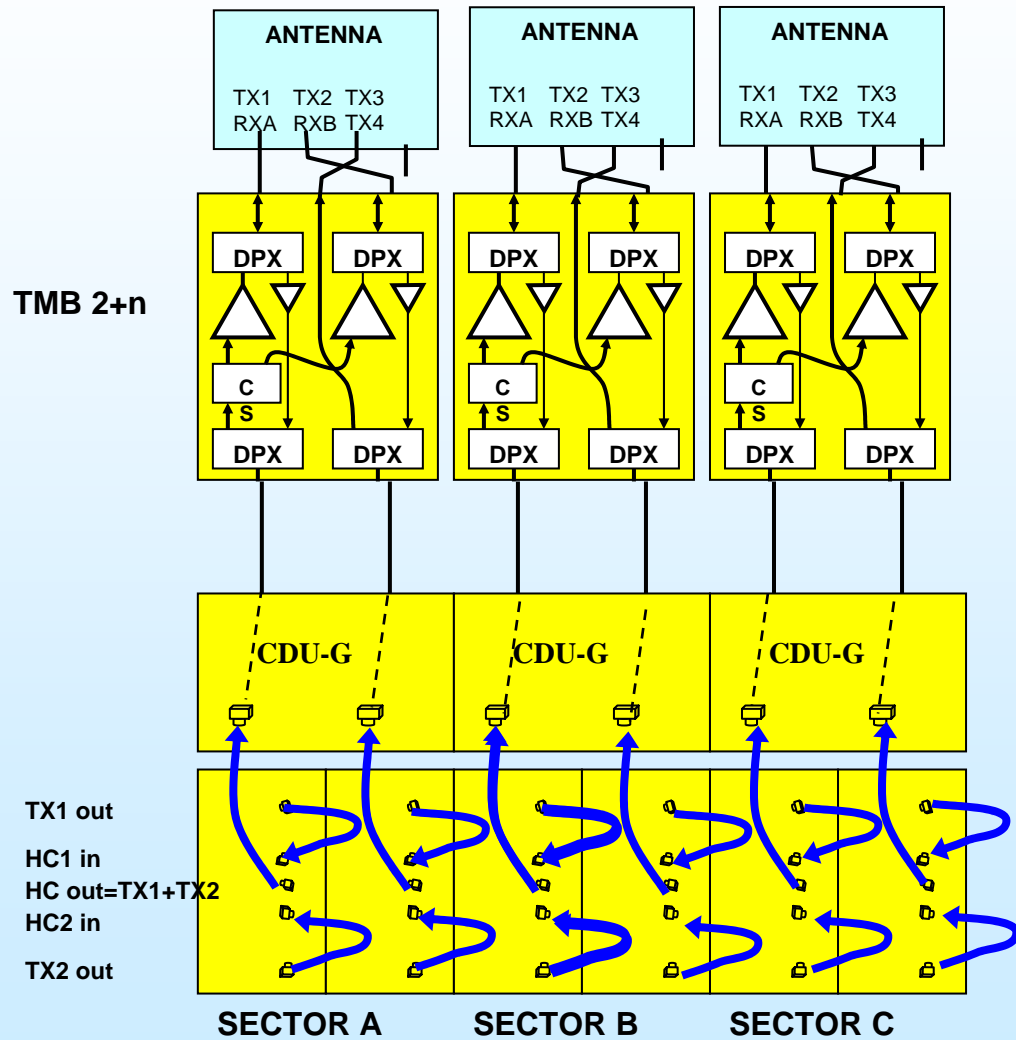 ANTENNA ANTENNA ANTENNA
TX1 TX2 TX3 TX1 TX2 TX3 TX1 TX2 TX3
RXA RXB TX4 RXA RXB TX4 RXA RXB TX4
DPX DPX DPX DPX DPX DPX
TMB 2+n
C C C
S S S
DPX DPX DPX DPX DPX DPX
CDU-G CDU-G CDU-G
TX1 out
HC1 in
HC out=TX1+TX2
HC2 in
TX2 out
SECTOR A SECTOR B SECTOR C